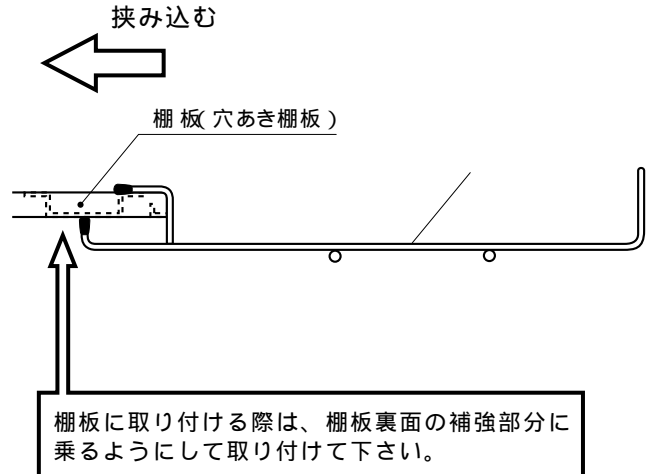 挟み込む
棚板(穴あき棚板)
棚板に取り付ける際は、棚板裏面の補強部分に
乗るようにして取り付けて下さい。